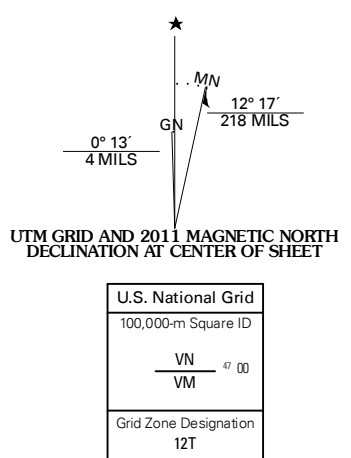 ★
MN
GN
12° 17´
218 MILS
0° 13´
4 MILS
UTM GRID AND 2011 MAGNETIC NORTH
DECLINATION AT CENTER OF SHEET
U.S. National Grid
100,000-m Square ID
VN
VM
47 00
Grid Zone Designation
12T